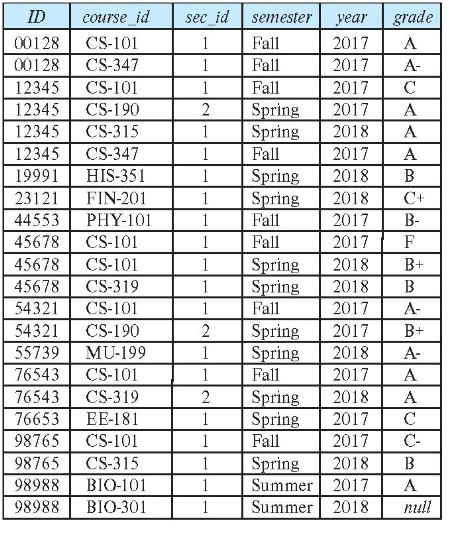 ID course_id sec_id semester year grade
00128 CS-101 1 Fall 2017 A
00128 CS-347 1 Fall 2017 A-
12345 CS-101 1 Fall 2017 C
12345 CS-190 2 Spring 2017 A
12345 CS-315 1 Spring 2018 A
12345 CS-347 1 Fall 2017 A
19991 HIS-351 1 Spring 2018 B
23121 FIN-201 1 Spring 2018 C+
44553 PHY-101 1 Fall 2017 B-
45678 CS-101 1 Fall 2017 F
45678 CS-101 1 Spring 2018 B+
45678 CS-319 1 Spring 2018 B
54321 CS-101 1 Fall 2017 A-
54321 CS-190 2 Spring 2017 B+
55739 MU-199 1 Spring 2018 A-
76543 CS-101 1 Fall 2017 A
76543 CS-319 2 Spring 2018 A
76653 EE-181 1 Spring 2017 C
98765 CS-101 1 Fall 2017 C-
98765 CS-315 1 Spring 2018 B
98988 BIO-101 1 Summer 2017 A
98988 BIO-301 1 Summer 2018 null